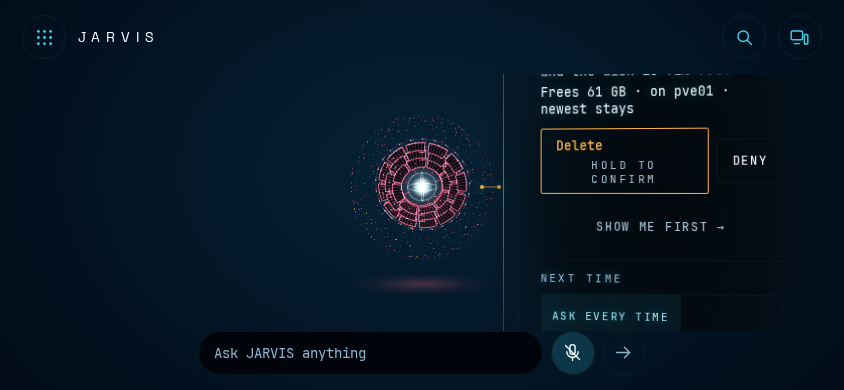 JARVIS
Frees 61 GB · on pve01 ·
newest stays
Delete
HOLD TO
CONFIRM
DENY
SHOW ME FIRST →
NEXT TIME
ASK EVERY TIME
Ask JARVIS anything